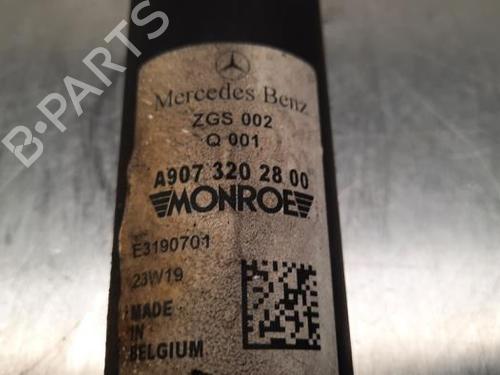 B-PARTS
Mercedes Benz
ZGS 002
Q 001
A907 320 28 00
MONROE
E3190701
23W19
MADE
IN
BELGIUM